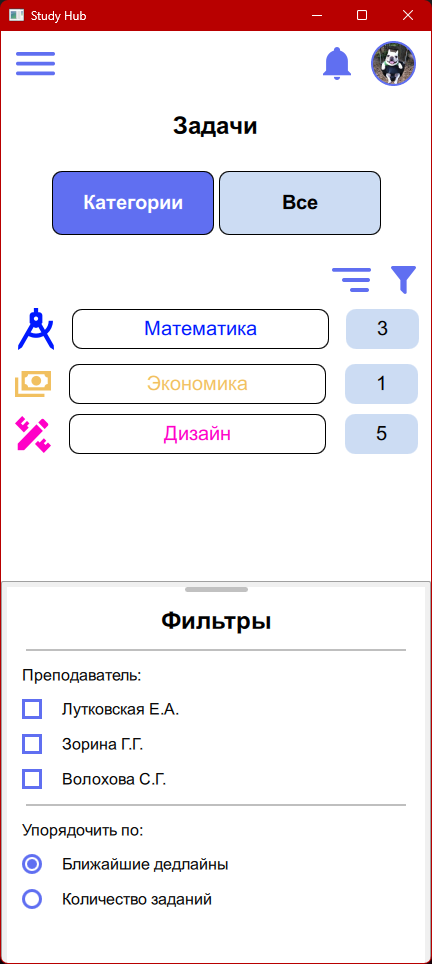 Study Hub
Задачи
Категории Все
Математика 3
Экономика 1
Дизайн 5
Фильтры
Преподаватель:
Лутковская Е.А.
Зорина Г.Г.
Волохова С.Г.
Упорядочить по:
Ближайшие дедлайны
Количество заданий